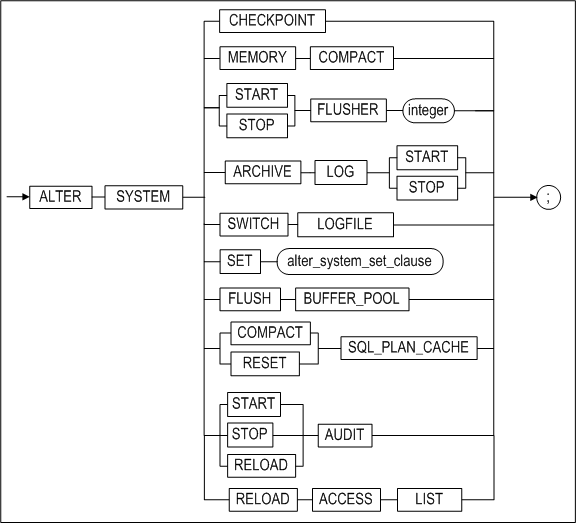 CHECKPOINT
MEMORY COMPACT
START
STOP
FLUSHER integer
ARCHIVE LOG
START
STOP
ALTER SYSTEM
;
SWITCH LOGFILE
SET alter_system_set_clause
FLUSH BUFFER_POOL
COMPACT
RESET
SQL_PLAN_CACHE
START
STOP
RELOAD
AUDIT
RELOAD ACCESS LIST